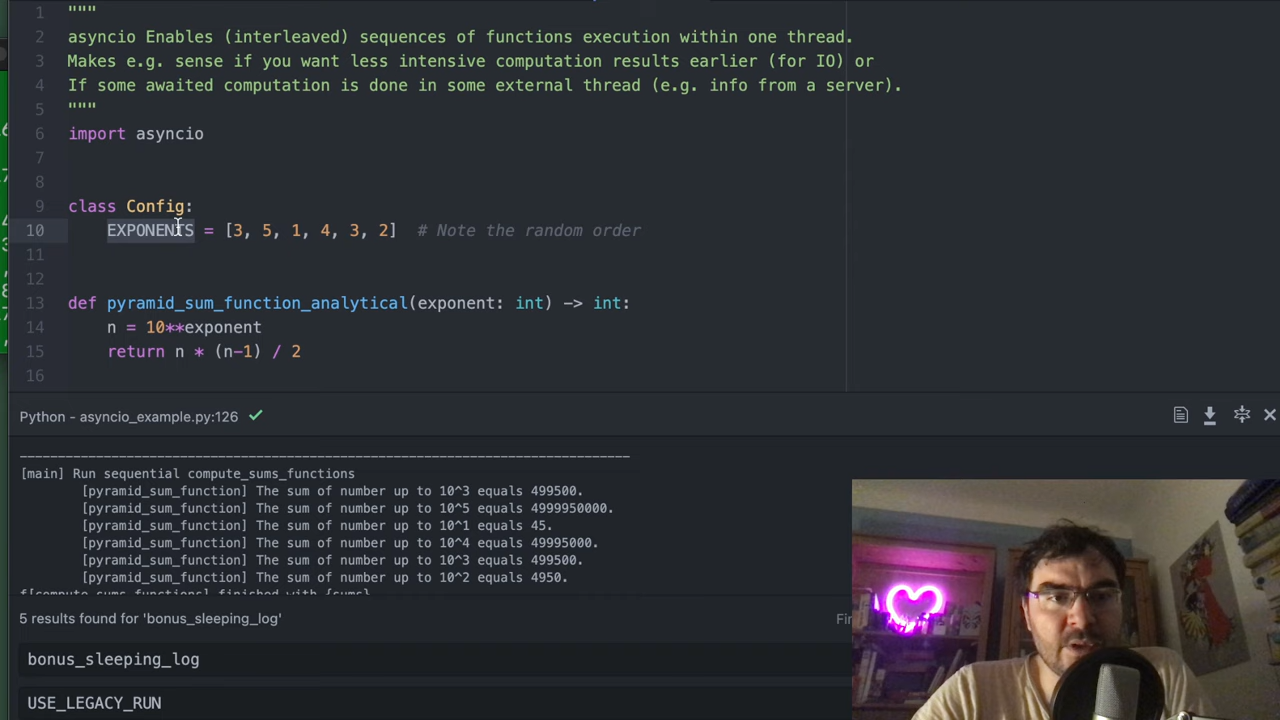 1 """
2 asyncio Enables (interleaved) sequences of functions execution within one thread.
3 Makes e.g. sense if you want less intensive computation results earlier (for IO) or
4 If some awaited computation is done in some external thread (e.g. info from a server).
5 """
6 import asyncio
7
8
9 class Config:
10 EXPONENTS = [3, 5, 1, 4, 3, 2] # Note the random order
11
12
13 def pyramid_sum_function_analytical(exponent: int) -> int:
14 n = 10**exponent
15 return n * (n-1) / 2
16
Python - asyncio_example.py:126
[main] Run sequential compute_sums_functions
[pyramid_sum_function] The sum of number up to 10^3 equals 499500.
[pyramid_sum_function] The sum of number up to 10^5 equals 4999950000.
[pyramid_sum_function] The sum of number up to 10^1 equals 45.
[pyramid_sum_function] The sum of number up to 10^4 equals 49995000.
[pyramid_sum_function] The sum of number up to 10^3 equals 499500.
[pyramid_sum_function] The sum of number up to 10^2 equals 4950.
f[compute_sums_functions] finished with {sums}
5 results found for 'bonus_sleeping_log'
bonus_sleeping_log
USE_LEGACY_RUN